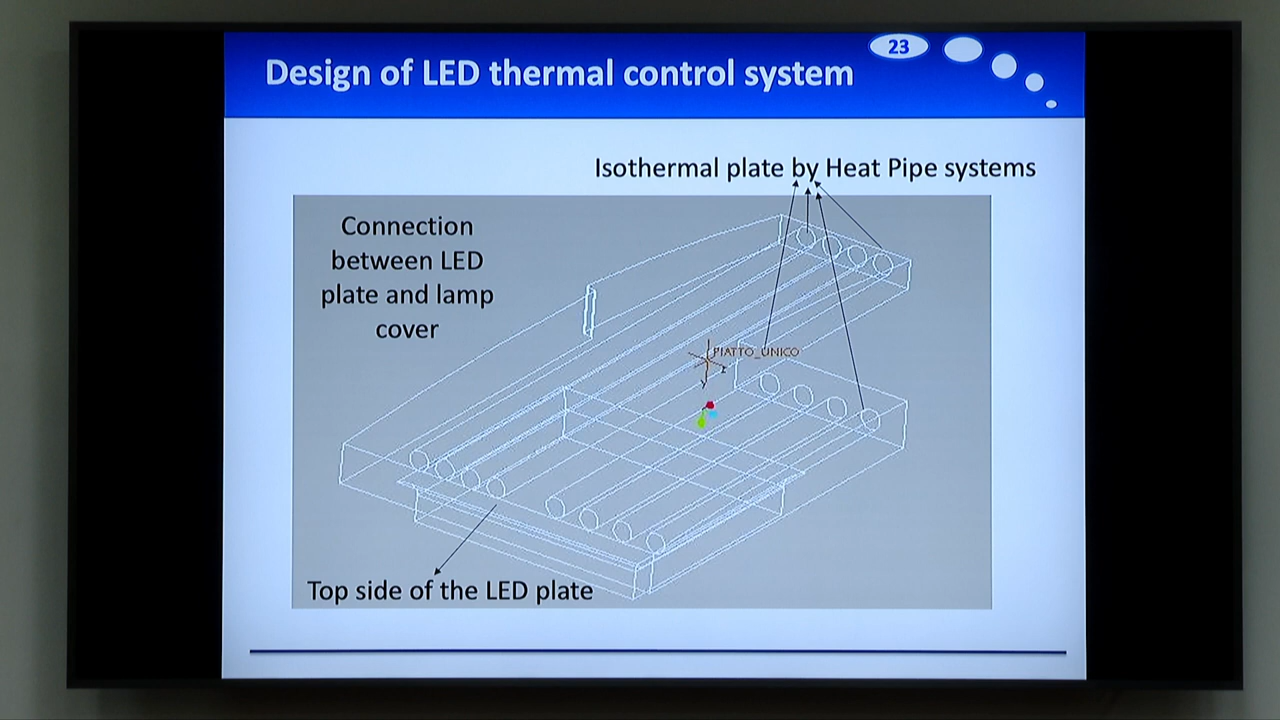 23
Design of LED thermal control system
Isothermal plate by Heat Pipe systems
Connection
between LED
plate and lamp
cover
PIATTO_UNICO
Top side of the LED plate